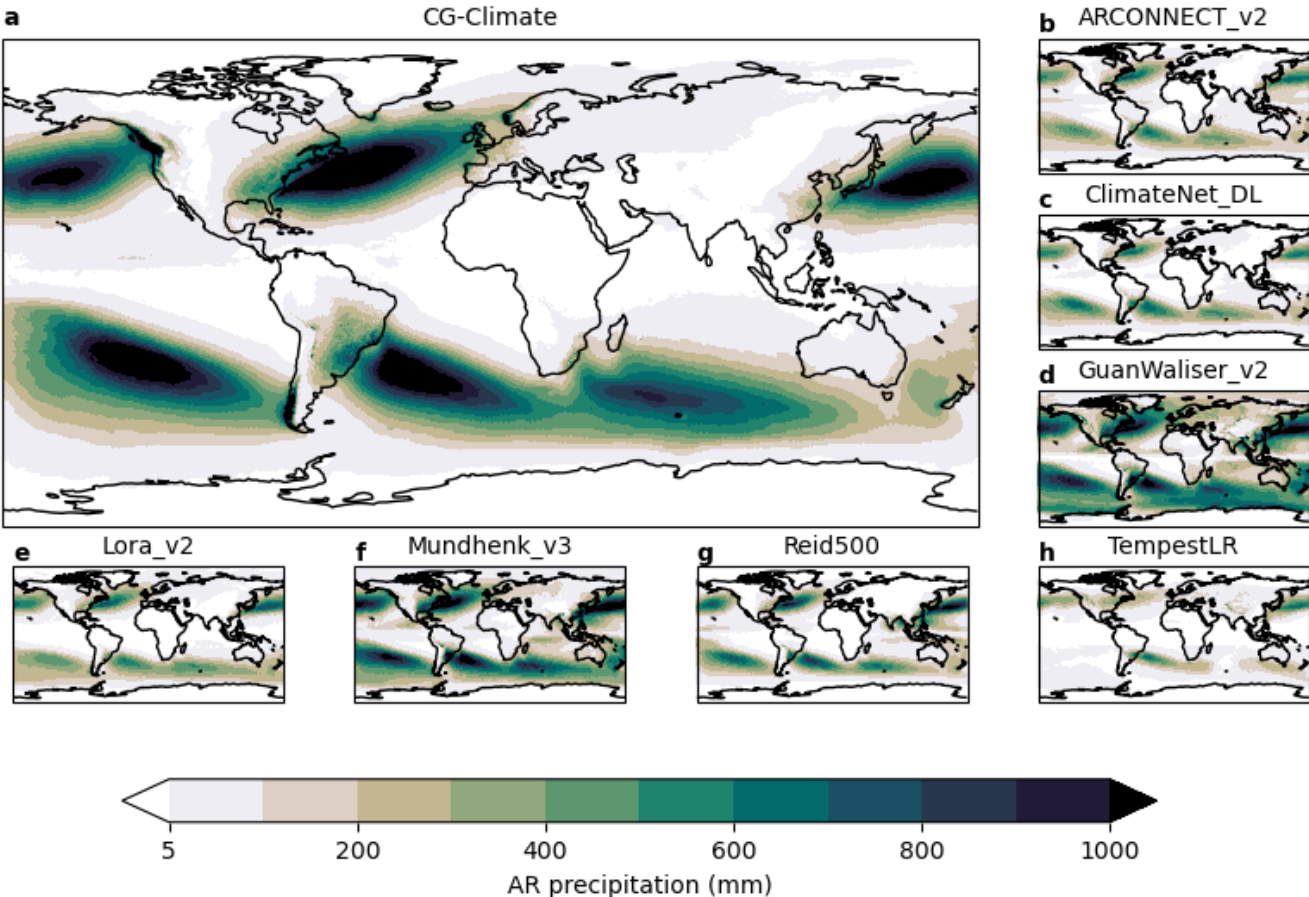 a CG-Climate
b ARCONNECT_v2
c ClimateNet_DL
d GuanWaliser_v2
e Lora_v2
f Mundhenk_v3
g Reid500
h TempestLR
5 200 400 600 800 1000
AR precipitation (mm)